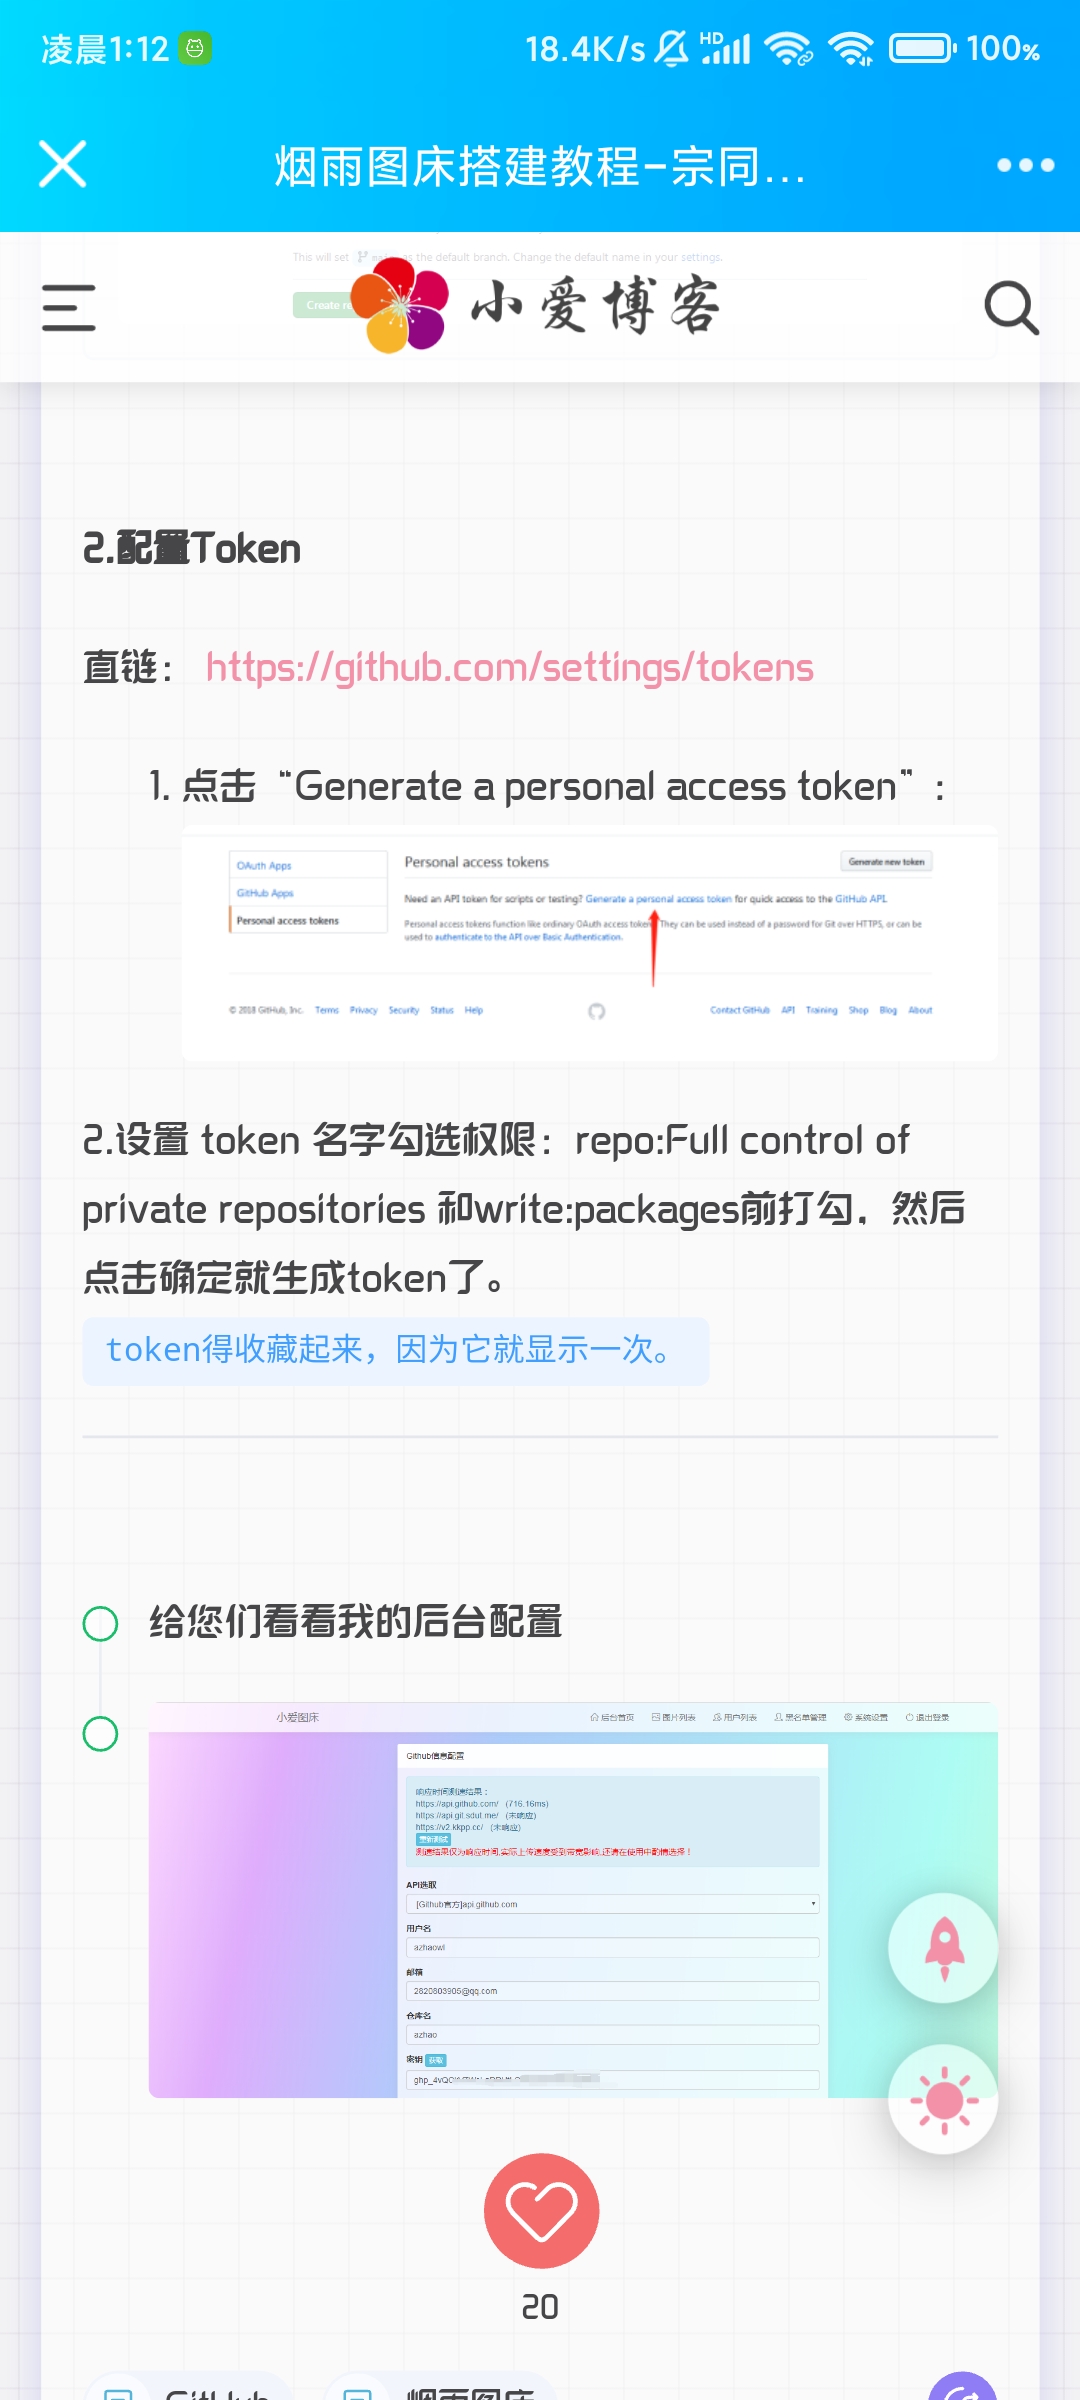 凌晨1:12
18.4K/s HD 100%
烟雨图床搭建教程-宗同...
This will set as the default branch. Change the default name in your settings.
小爱博客
2.配置Token
直链： https://github.com/settings/tokens
1. 点击“Generate a personal access token”：
OAuth Apps
GitHub Apps
Personal access tokens
Personal access tokens
Generate new token
Need an API token for scripts or testing? Generate a personal access token for quick access to the GitHub API.
Personal access tokens function like ordinary OAuth access tokens They can be used instead of a password for Git over HTTPS, or can be
used to authenticate to the API over Basic Authentication.
© 2018 GitHub, Inc. Terms Privacy Security Status Help
Contact GitHub API Training Shop Blog About
2.设置 token 名字勾选权限：repo:Full control of
private repositories 和write:packages前打勾，然后
点击确定就生成token了。
token得收藏起来，因为它就显示一次。
给您们看看我的后台配置
小爱图床
后台首页 图片列表 用户列表 黑名单管理 系统设置 退出登录
Github信息配置
响应时间测速结果：
https://api.github.com/ (716.16ms)
https://api.git.sdut.me/ (未响应)
https://v2.kkpp.cc/ (未响应)
重新测试
测速结果仅为响应时间,实际上传速度受到带宽影响,还请在使用中酌情选择！
API选取
[Github官方]api.github.com
用户名
azhaowl
邮箱
2820803905@qq.com
仓库名
azhao
密钥 获取
20
GitHub
烟雨图床